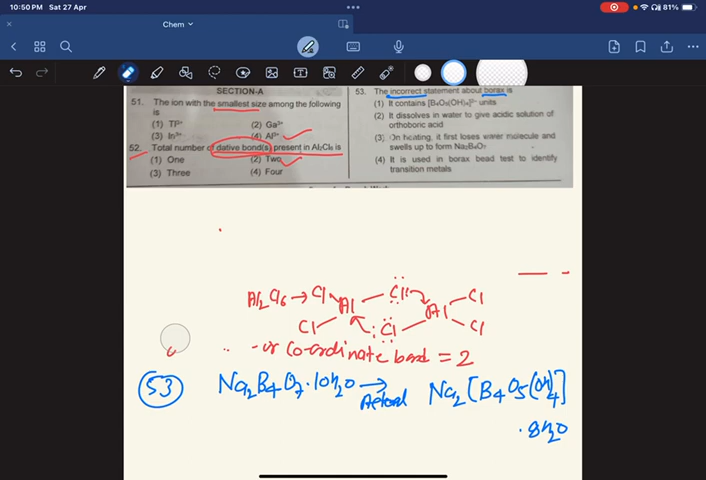 10:50 PM Sat 27 Apr
81%
Chem
SECTION-A
51. The ion with the smallest size among the following is
(1) Tl³⁺ (2) Ga³⁺
(3) In³⁺ (4) Al³⁺
52. Total number of dative bond(s) present in Al₂Cl₆ is
(1) One (2) Two
(3) Three (4) Four
53. The incorrect statement about borax is
(1) It contains [B₄O₅(OH)₄]²⁻ units
(2) It dissolves in water to give acidic solution of
orthoboric acid
(3) On heating, it first loses water molecule and
swells up to form Na₂B₄O₇
(4) It is used in borax bead test to identify
transition metals
Al₂Cl₆ → Cl Al Cl Al Cl
Cl Cl Cl
or Co-ordinate bond = 2
53 Na₂B₄O₇·10H₂O → Actual Na₂[B₄O₅(OH)₄]
·8H₂O